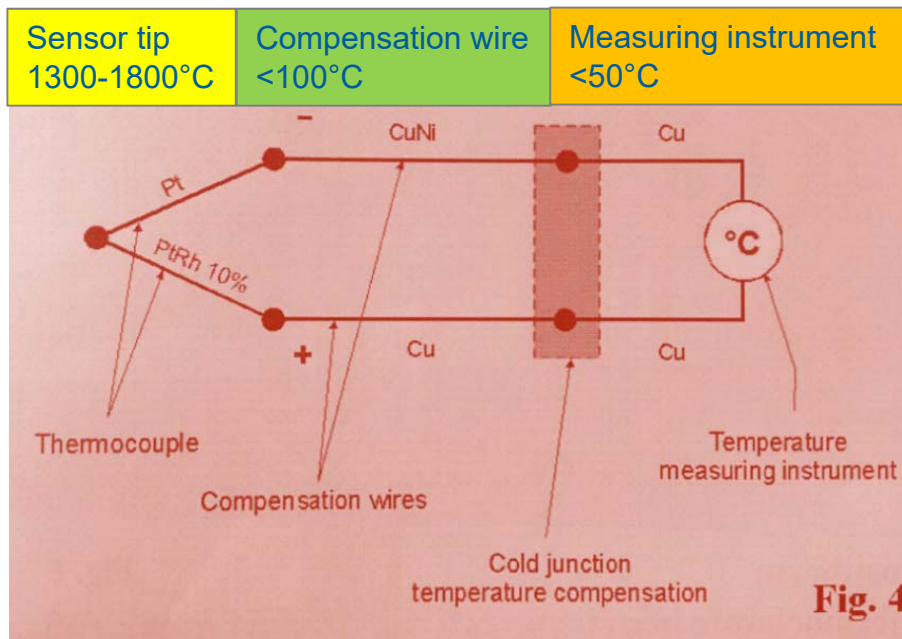 Sensor tip
1300-1800°C
Compensation wire
<100°C
Measuring instrument
<50°C
-
CuNi
Cu
Pt
°C
PtRh 10%
+
Cu
Cu
Thermocouple
Temperature
measuring instrument
Compensation wires
Cold junction
temperature compensation
Fig. 4